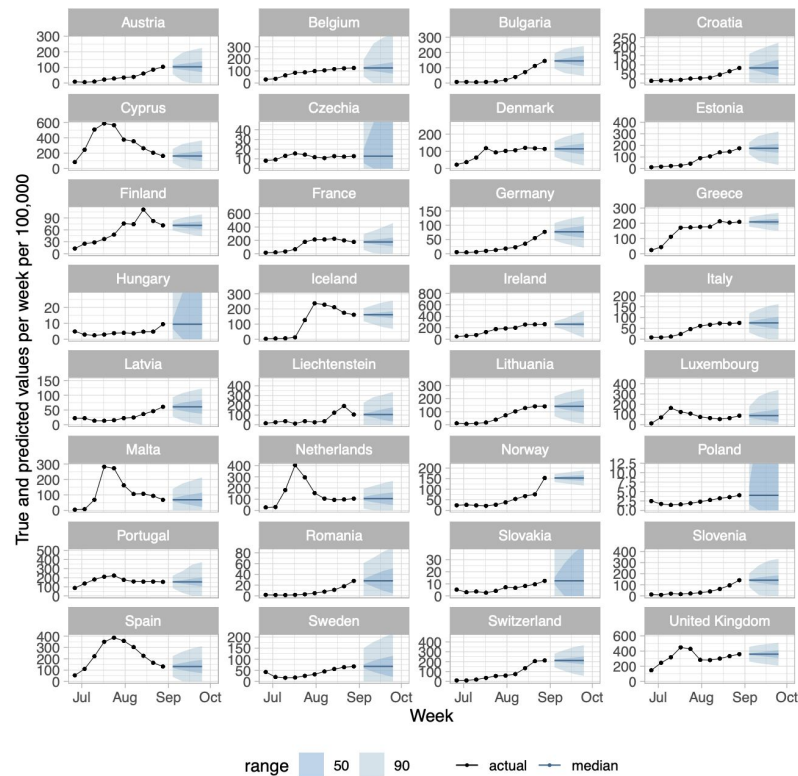 True and predicted values per week per 100,000
Austria Belgium Bulgaria Croatia
300 200 100 0
300 200 100 0
300 200 100 0
250 200 150 100 50 0
Cyprus Czechia Denmark Estonia
600 400 200 0
40 30 20 10 0
200 100 0
400 300 200 100 0
Finland France Germany Greece
90 60 30 0
600 400 200 0
150 100 50 0
300 200 100 0
Hungary Iceland Ireland Italy
20 10 0
300 200 100 0
800 600 400 200 0
200 150 100 50 0
Latvia Liechtenstein Lithuania Luxembourg
150 100 50 0
400 300 200 100 0
300 200 100 0
400 300 200 100 0
Malta Netherlands Norway Poland
300 200 100 0
400 300 200 100 0
200 150 100 50 0
12.5 10.0 7.5 5.0 2.5 0.0
Portugal Romania Slovakia Slovenia
500 400 300 200 100 0
80 60 40 20 0
30 20 10 0
400 300 200 100 0
Spain Sweden Switzerland United Kingdom
400 300 200 100 0
200 150 100 50 0
400 300 200 100 0
600 400 200 0
Jul Aug Sep Oct Jul Aug Sep Oct Jul Aug Sep Oct Jul Aug Sep Oct
Week
range 50 90 actual median